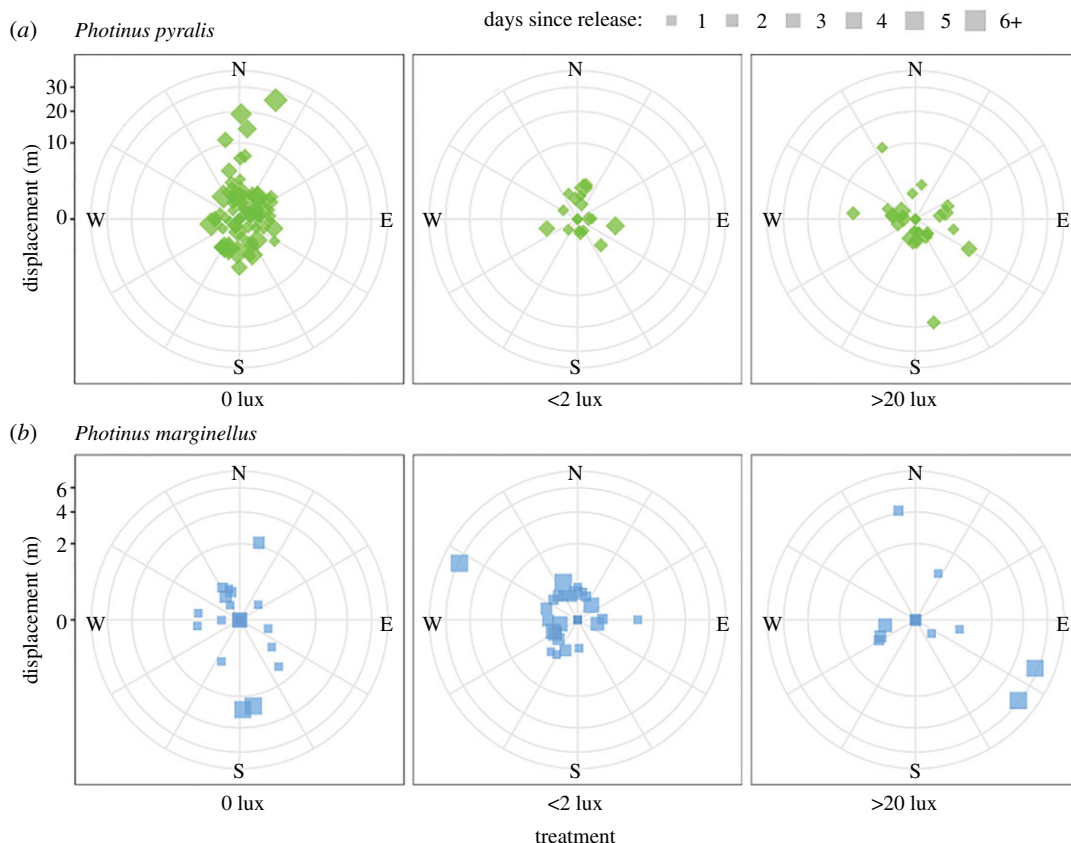 days since release: 1 2 3 4 5 6+
(a) Photinus pyralis
N N N
30
20
10
0 W E W E W E
displacement (m)
S S S
0 lux <2 lux >20 lux
(b) Photinus marginellus
N N N
6
4
2
0 W E W E W E
displacement (m)
S S S
0 lux <2 lux >20 lux
treatment